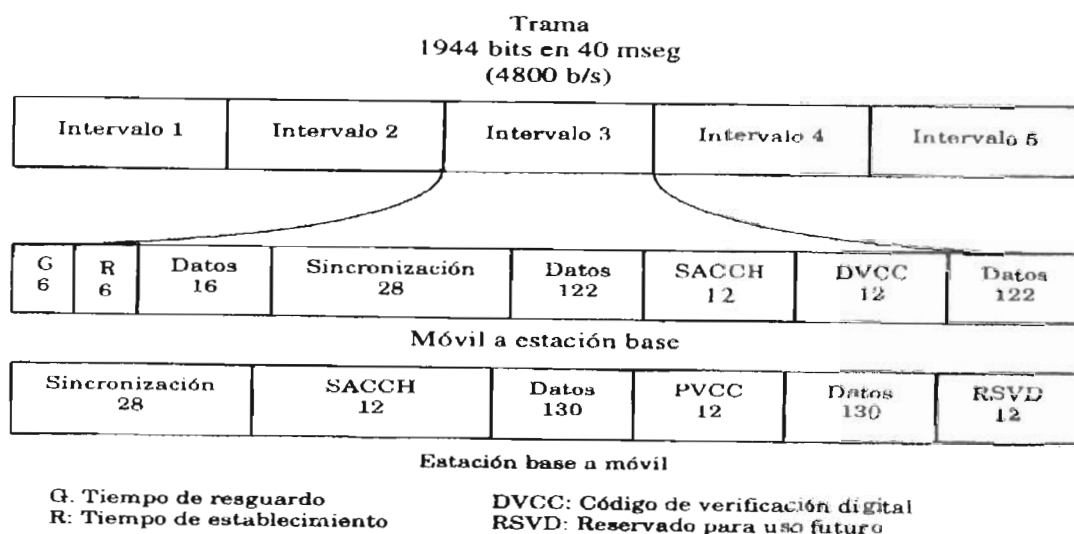 Trama
1944 bits en 40 mseg
(4800 b/s)
Intervalo 1 Intervalo 2 Intervalo 3 Intervalo 4 Intervalo 5
G R Datos Sincronización Datos SACCH DVCC Datos
6 6 16 28 122 12 12 122
Móvil a estación base
Sincronización SACCH Datos PVCC Datos RSVD
28 12 130 12 130 12
Estación base a móvil
G. Tiempo de resguardo DVCC: Código de verificación digital
R: Tiempo de establecimiento RSVD: Reservado para uso futuro